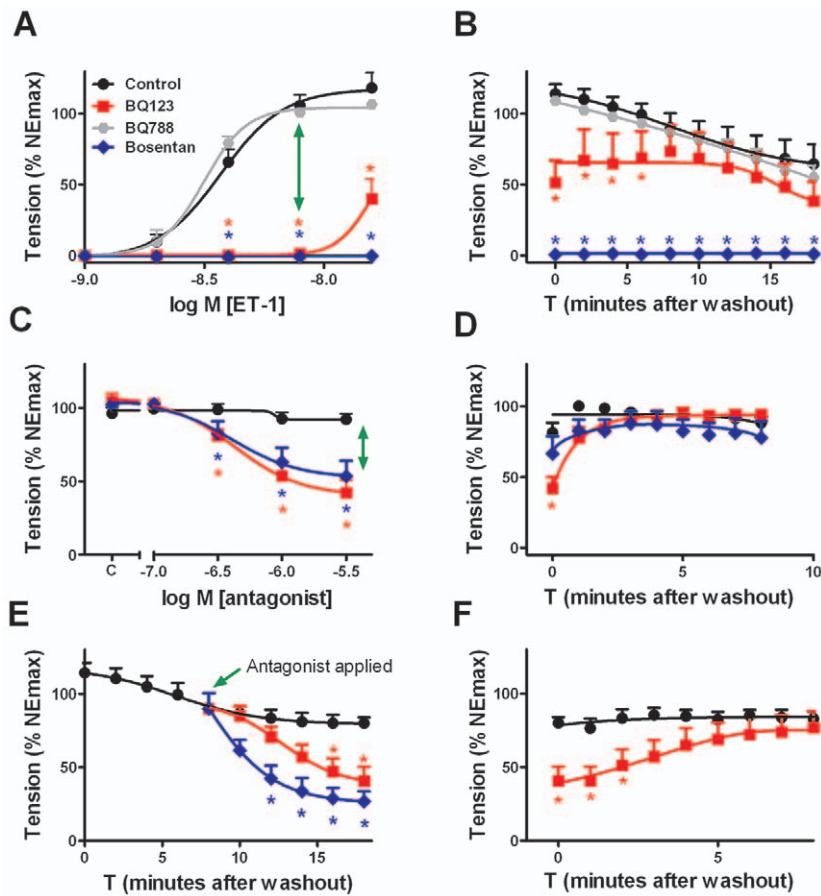 A
Tension (% NEmax)
100
50
0
Control
BQ123
BQ788
Bosentan
*
*
*
*
*
*
-9.0 -8.5 -8.0
log M [ET-1]
B
Tension (% NEmax)
100
50
0
* * * *
* * * * * * * * * *
0 5 10 15
T (minutes after washout)
C
Tension (% NEmax)
100
50
0
* * *
* * *
C -7.0 -6.5 -6.0 -5.5
log M [antagonist]
D
Tension (% NEmax)
100
50
0
*
0 5 10
T (minutes after washout)
E
Tension (% NEmax)
100
50
0
Antagonist applied
* *
* * * *
0 5 10 15
T (minutes after washout)
F
Tension (% NEmax)
100
50
0
* * *
0 5
T (minutes after washout)